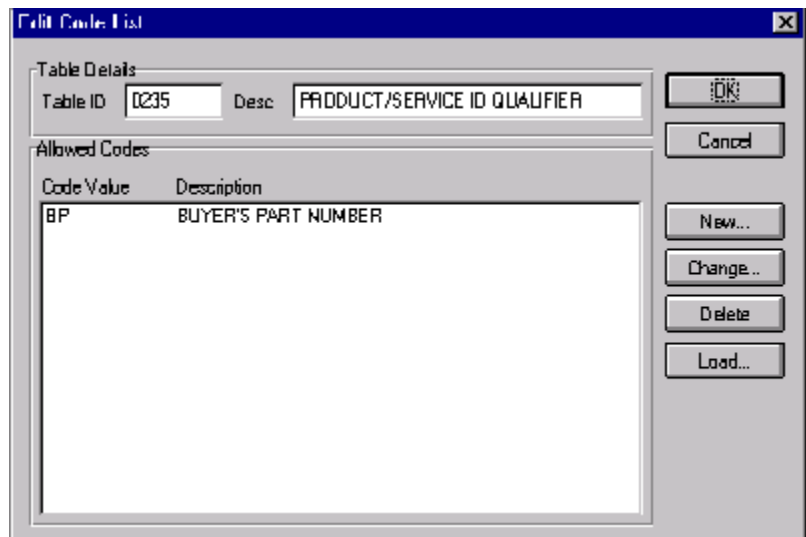 Edit Code List
Table Details
Table ID 0235 Desc PRODUCT/SERVICE ID QUALIFIER
OK
Cancel
Allowed Codes
Code Value Description
BP BUYER'S PART NUMBER
New...
Change...
Delete
Load...